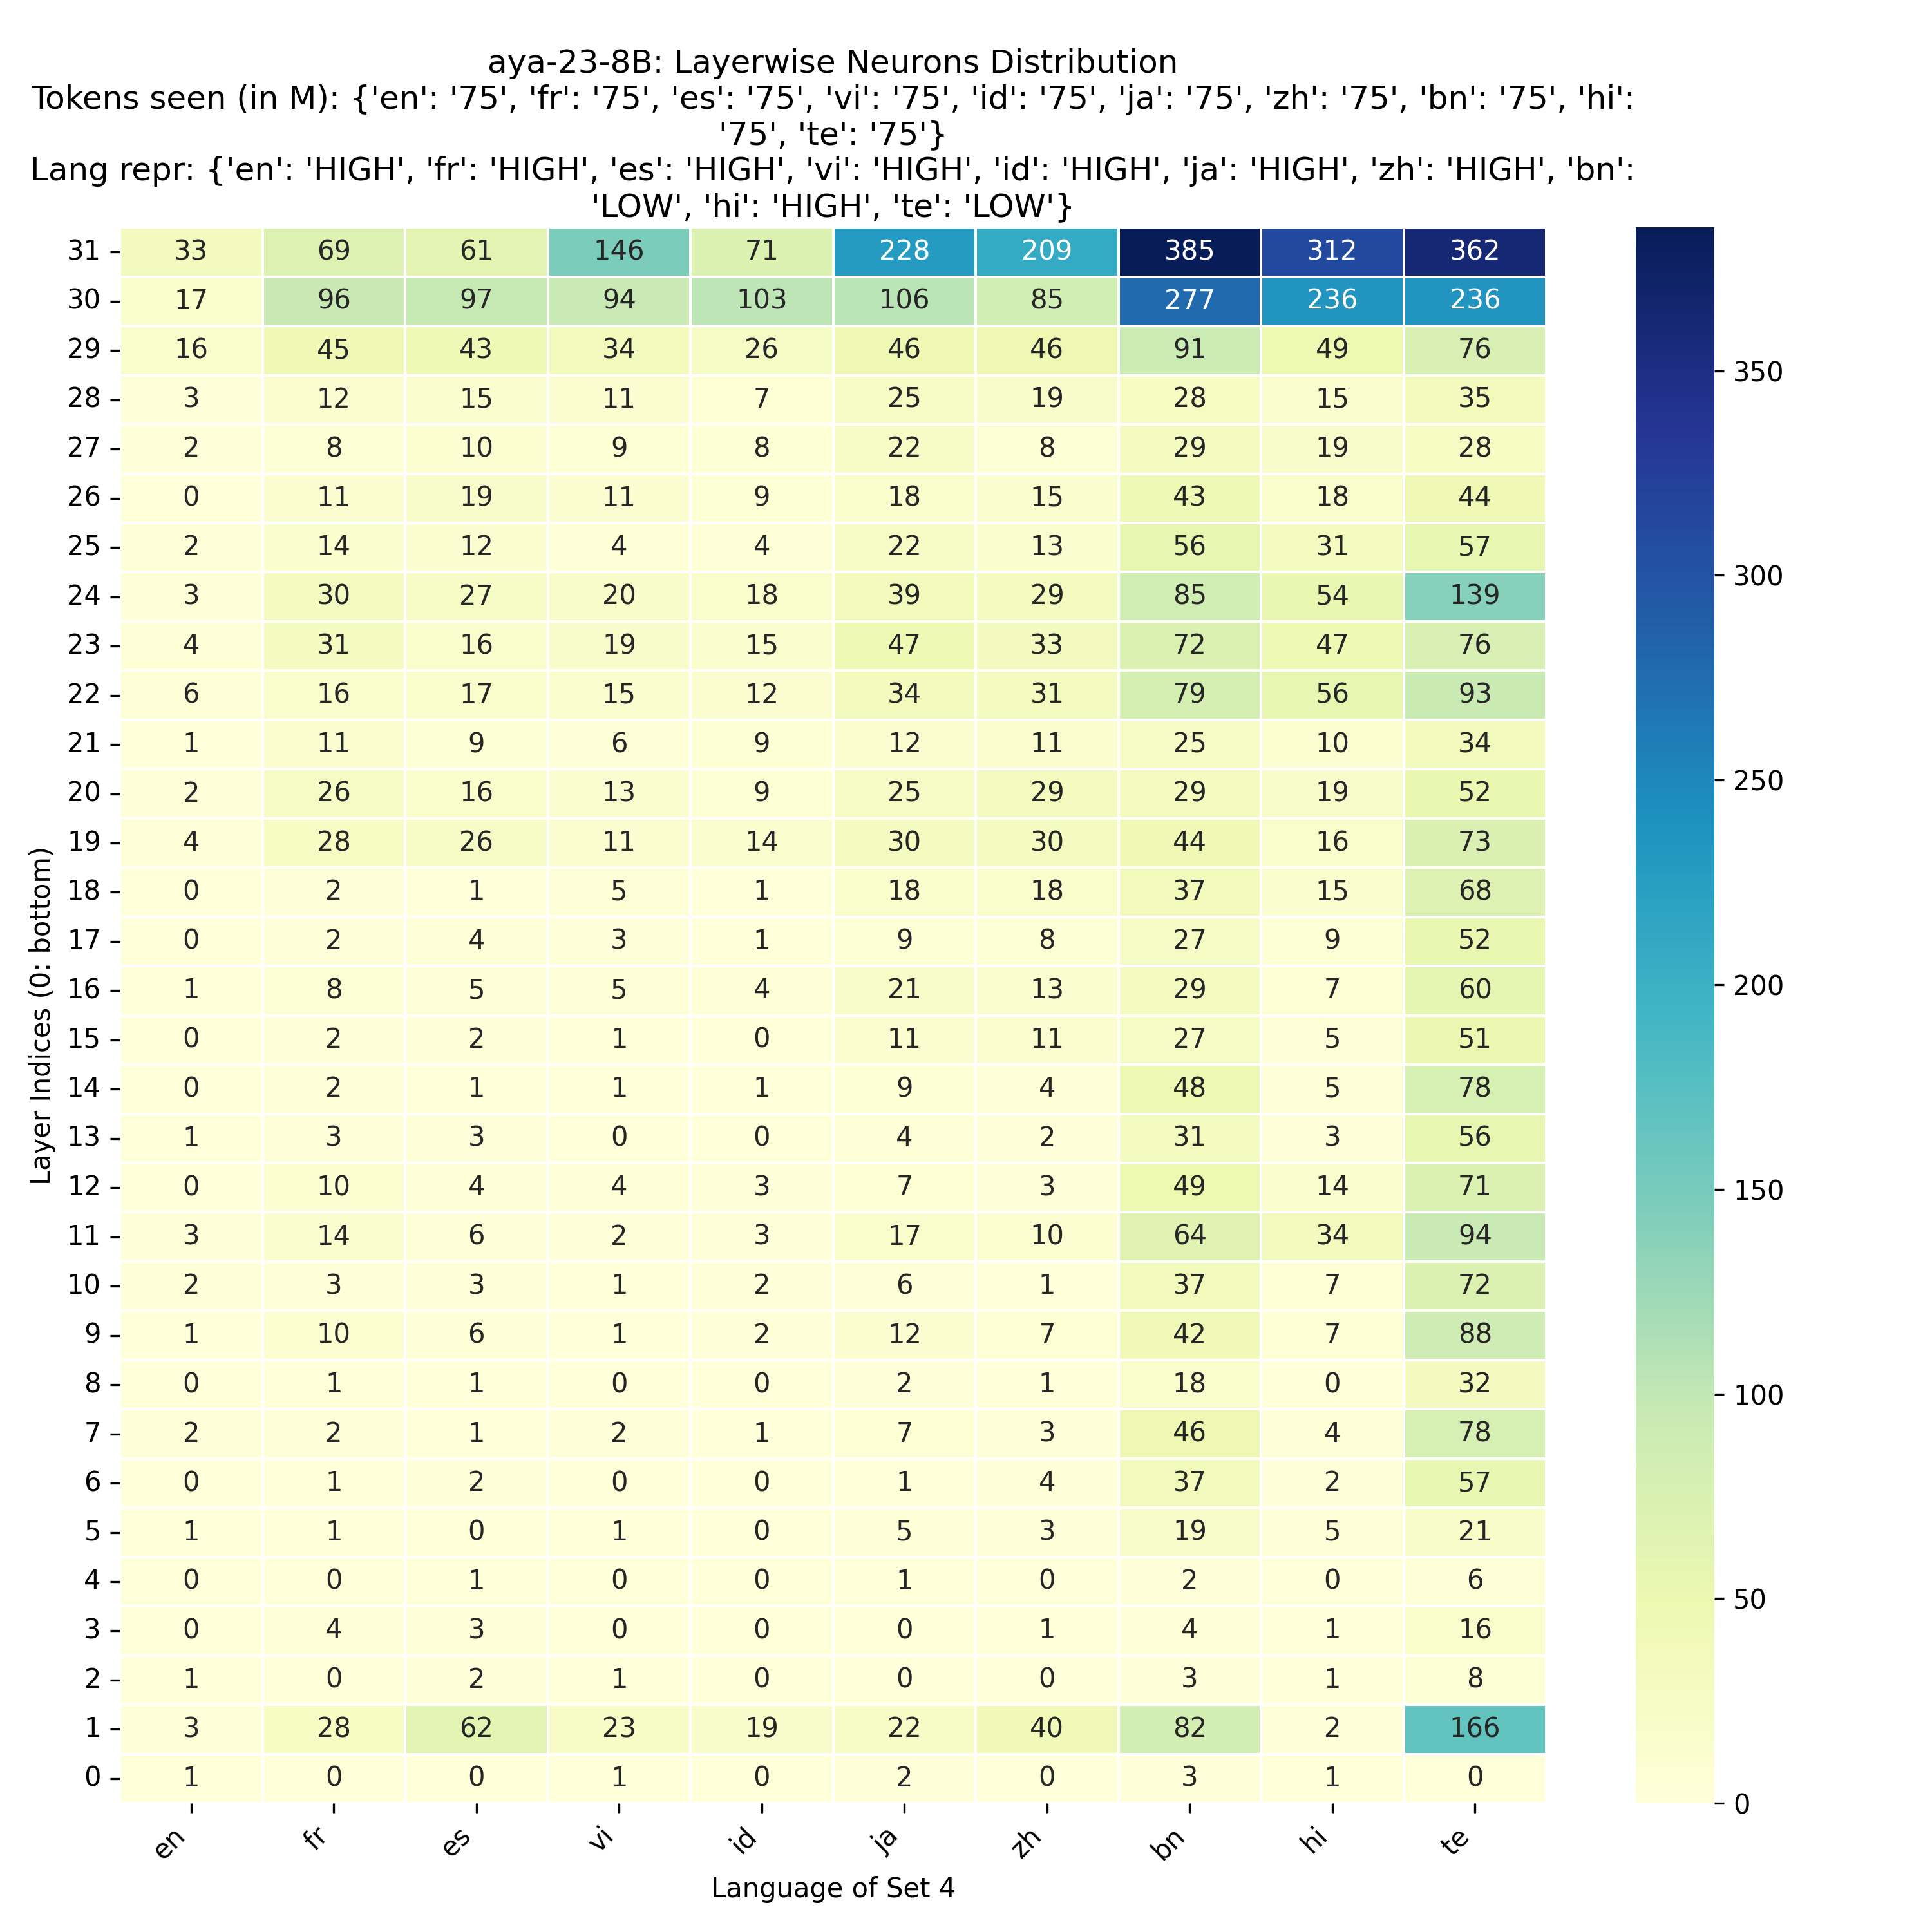 aya-23-8B: Layerwise Neurons Distribution
Tokens seen (in M): {'en': '75', 'fr': '75', 'es': '75', 'vi': '75', 'id': '75', 'ja': '75', 'zh': '75', 'bn': '75', 'hi':
'75', 'te': '75'}
Lang repr: {'en': 'HIGH', 'fr': 'HIGH', 'es': 'HIGH', 'vi': 'HIGH', 'id': 'HIGH', 'ja': 'HIGH', 'zh': 'HIGH', 'bn':
'LOW', 'hi': 'HIGH', 'te': 'LOW'}
31 33 69 61 146 71 228 209 385 312 362
30 17 96 97 94 103 106 85 277 236 236
29 16 45 43 34 26 46 46 91 49 76
28 3 12 15 11 7 25 19 28 15 35
27 2 8 10 9 8 22 8 29 19 28
26 0 11 19 11 9 18 15 43 18 44
25 2 14 12 4 4 22 13 56 31 57
24 3 30 27 20 18 39 29 85 54 139
23 4 31 16 19 15 47 33 72 47 76
22 6 16 17 15 12 34 31 79 56 93
21 1 11 9 6 9 12 11 25 10 34
20 2 26 16 13 9 25 29 29 19 52
19 4 28 26 11 14 30 30 44 16 73
18 0 2 1 5 1 18 18 37 15 68
17 0 2 4 3 1 9 8 27 9 52
16 1 8 5 5 4 21 13 29 7 60
15 0 2 2 1 0 11 11 27 5 51
14 0 2 1 1 1 9 4 48 5 78
13 1 3 3 0 0 4 2 31 3 56
12 0 10 4 4 3 7 3 49 14 71
11 3 14 6 2 3 17 10 64 34 94
10 2 3 3 1 2 6 1 37 7 72
9 1 10 6 1 2 12 7 42 7 88
8 0 1 1 0 0 2 1 18 0 32
7 2 2 1 2 1 7 3 46 4 78
6 0 1 2 0 0 1 4 37 2 57
5 1 1 0 1 0 5 3 19 5 21
4 0 0 1 0 0 1 0 2 0 6
3 0 4 3 0 0 0 1 4 1 16
2 1 0 2 1 0 0 0 3 1 8
1 3 28 62 23 19 22 40 82 2 166
0 1 0 0 1 0 2 0 3 1 0
en fr es vi id ja zh bn hi te
Language of Set 4
Layer Indices (0: bottom)
350
300
250
200
150
100
50
0